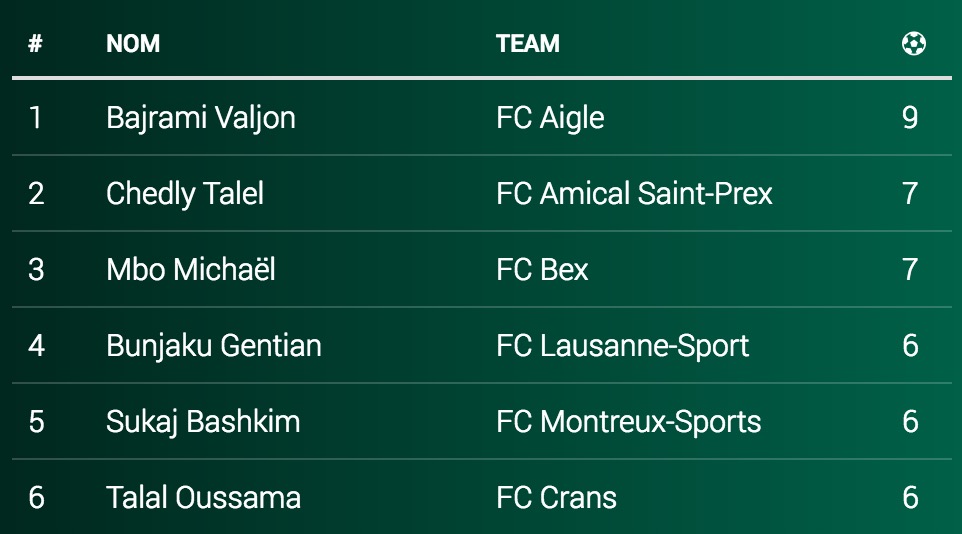 # NOM TEAM
1 Bajrami Valjon FC Aigle 9
2 Chedly Talel FC Amical Saint-Prex 7
3 Mbo Michaël FC Bex 7
4 Bunjaku Gentian FC Lausanne-Sport 6
5 Sukaj Bashkim FC Montreux-Sports 6
6 Talal Oussama FC Crans 6